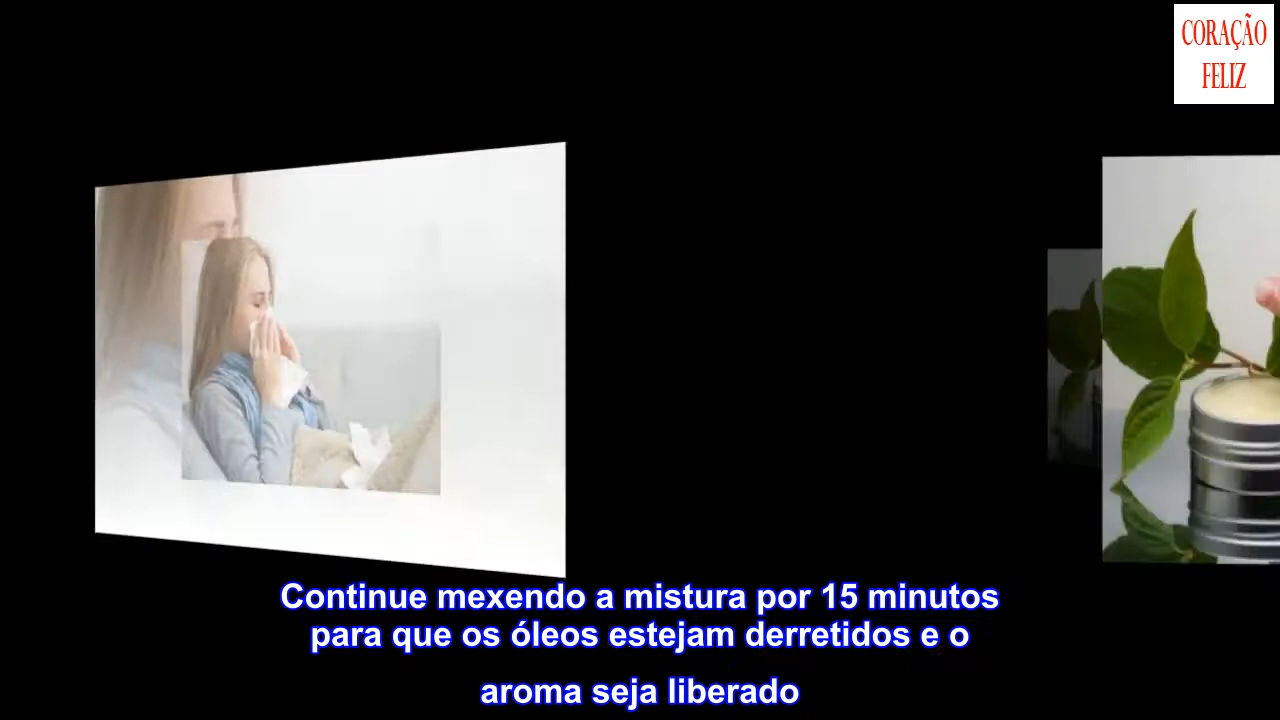 CORAÇÃO
FELIZ
Continue mexendo a mistura por 15 minutos
para que os óleos estejam derretidos e o
aroma seja liberado